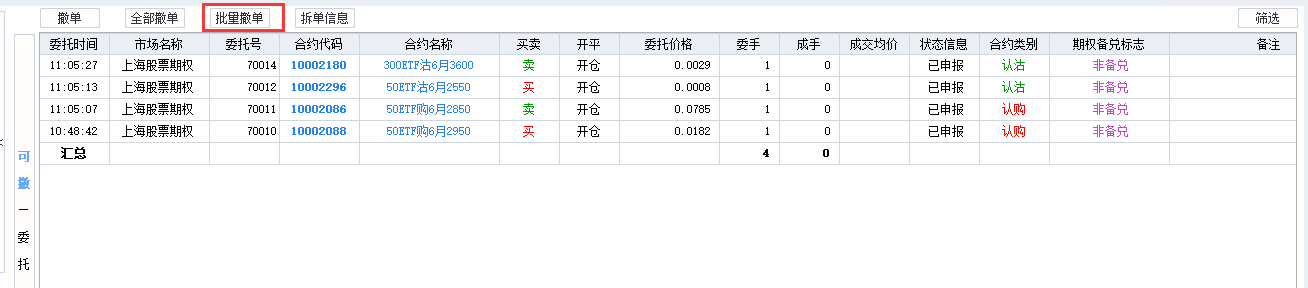 撤单 全部撤单 批量撤单 拆单信息 筛选
委托时间 市场名称 委托号 合约代码 合约名称 买卖 开平 委托价格 委手 成手 成交均价 状态信息 合约类别 期权备兑标志 备注
11:05:27 上海股票期权 70014 10002180 300ETF沽6月3600 卖 开仓 0.0029 1 0 已申报 认沽 非备兑
11:05:13 上海股票期权 70012 10002296 50ETF沽6月2550 买 开仓 0.0008 1 0 已申报 认沽 非备兑
11:05:07 上海股票期权 70011 10002086 50ETF购6月2850 卖 开仓 0.0785 1 0 已申报 认购 非备兑
10:48:42 上海股票期权 70010 10002088 50ETF购6月2950 买 开仓 0.0182 1 0 已申报 认购 非备兑
汇总 4 0
可
撤
一
委
托